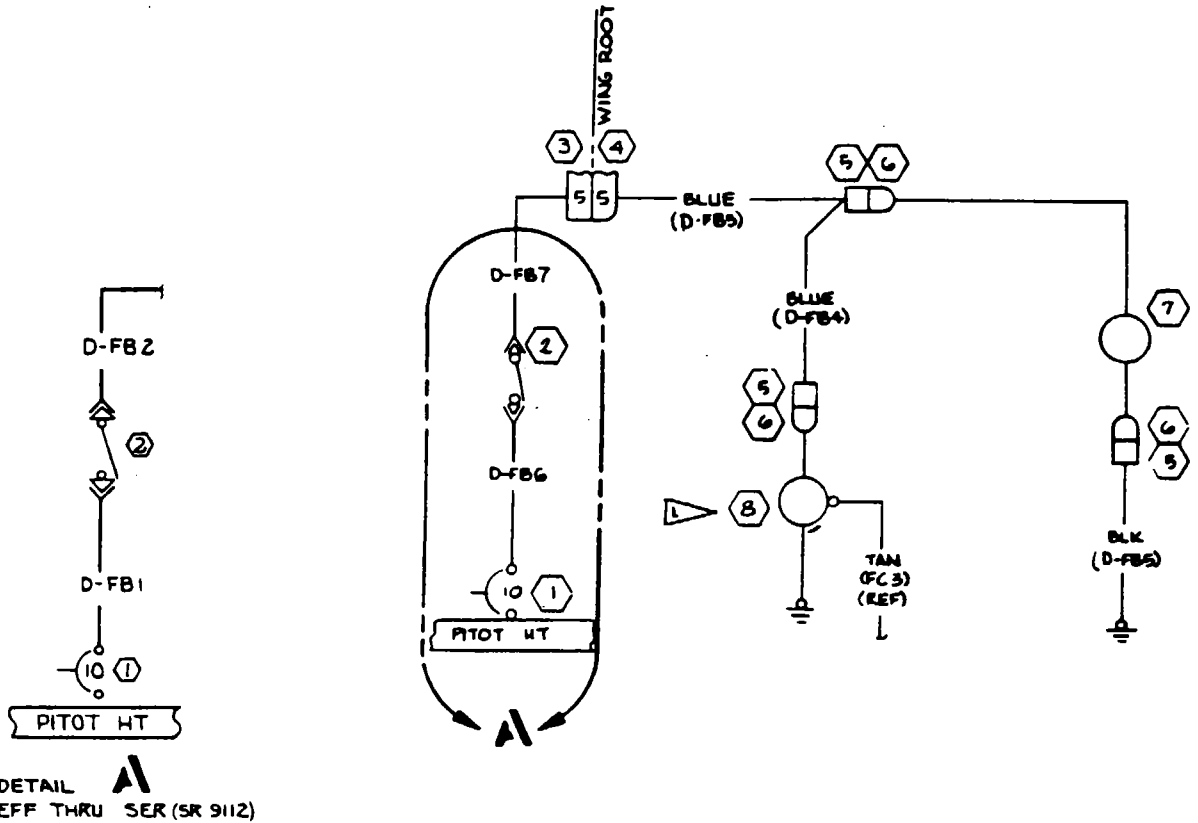 WING ROOT
3 4
5 5
BLUE
(D-FB3)
5 6
D-FB7
2
D-FB6
10 1
PITOT HT
A
BLUE
(D-FB4)
5
6
1 8
TAN
(FC3)
(REF)
7
6
5
BLK
(D-FB5)
D-FB2
2
D-FB1
10 1
PITOT HT
DETAIL A
EFF THRU SER (SR 9112)